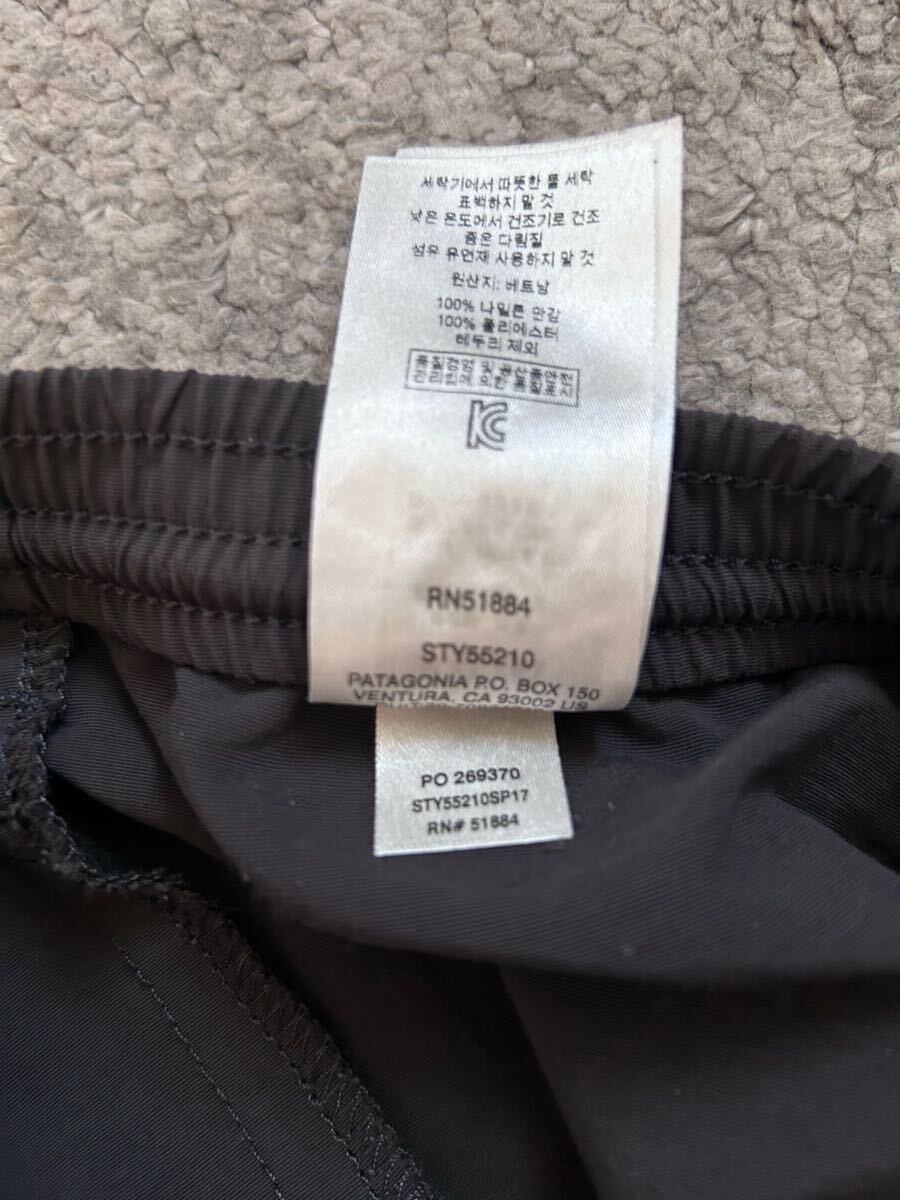 세탁기에서 따뜻한 물 세탁
표백하지 말 것
낮은 온도에서 건조기로 건조
좁은 다림질
섬유 유연재 사용하지 말 것
원산지: 베트남
100% 나일론 안감
100% 폴리에스터
테두리 제외
RN51884
STY55210
PATAGONIA P.O. BOX 150
VENTURA, CA 93002 US
PO 269370
STY55210SP17
RN# 51884